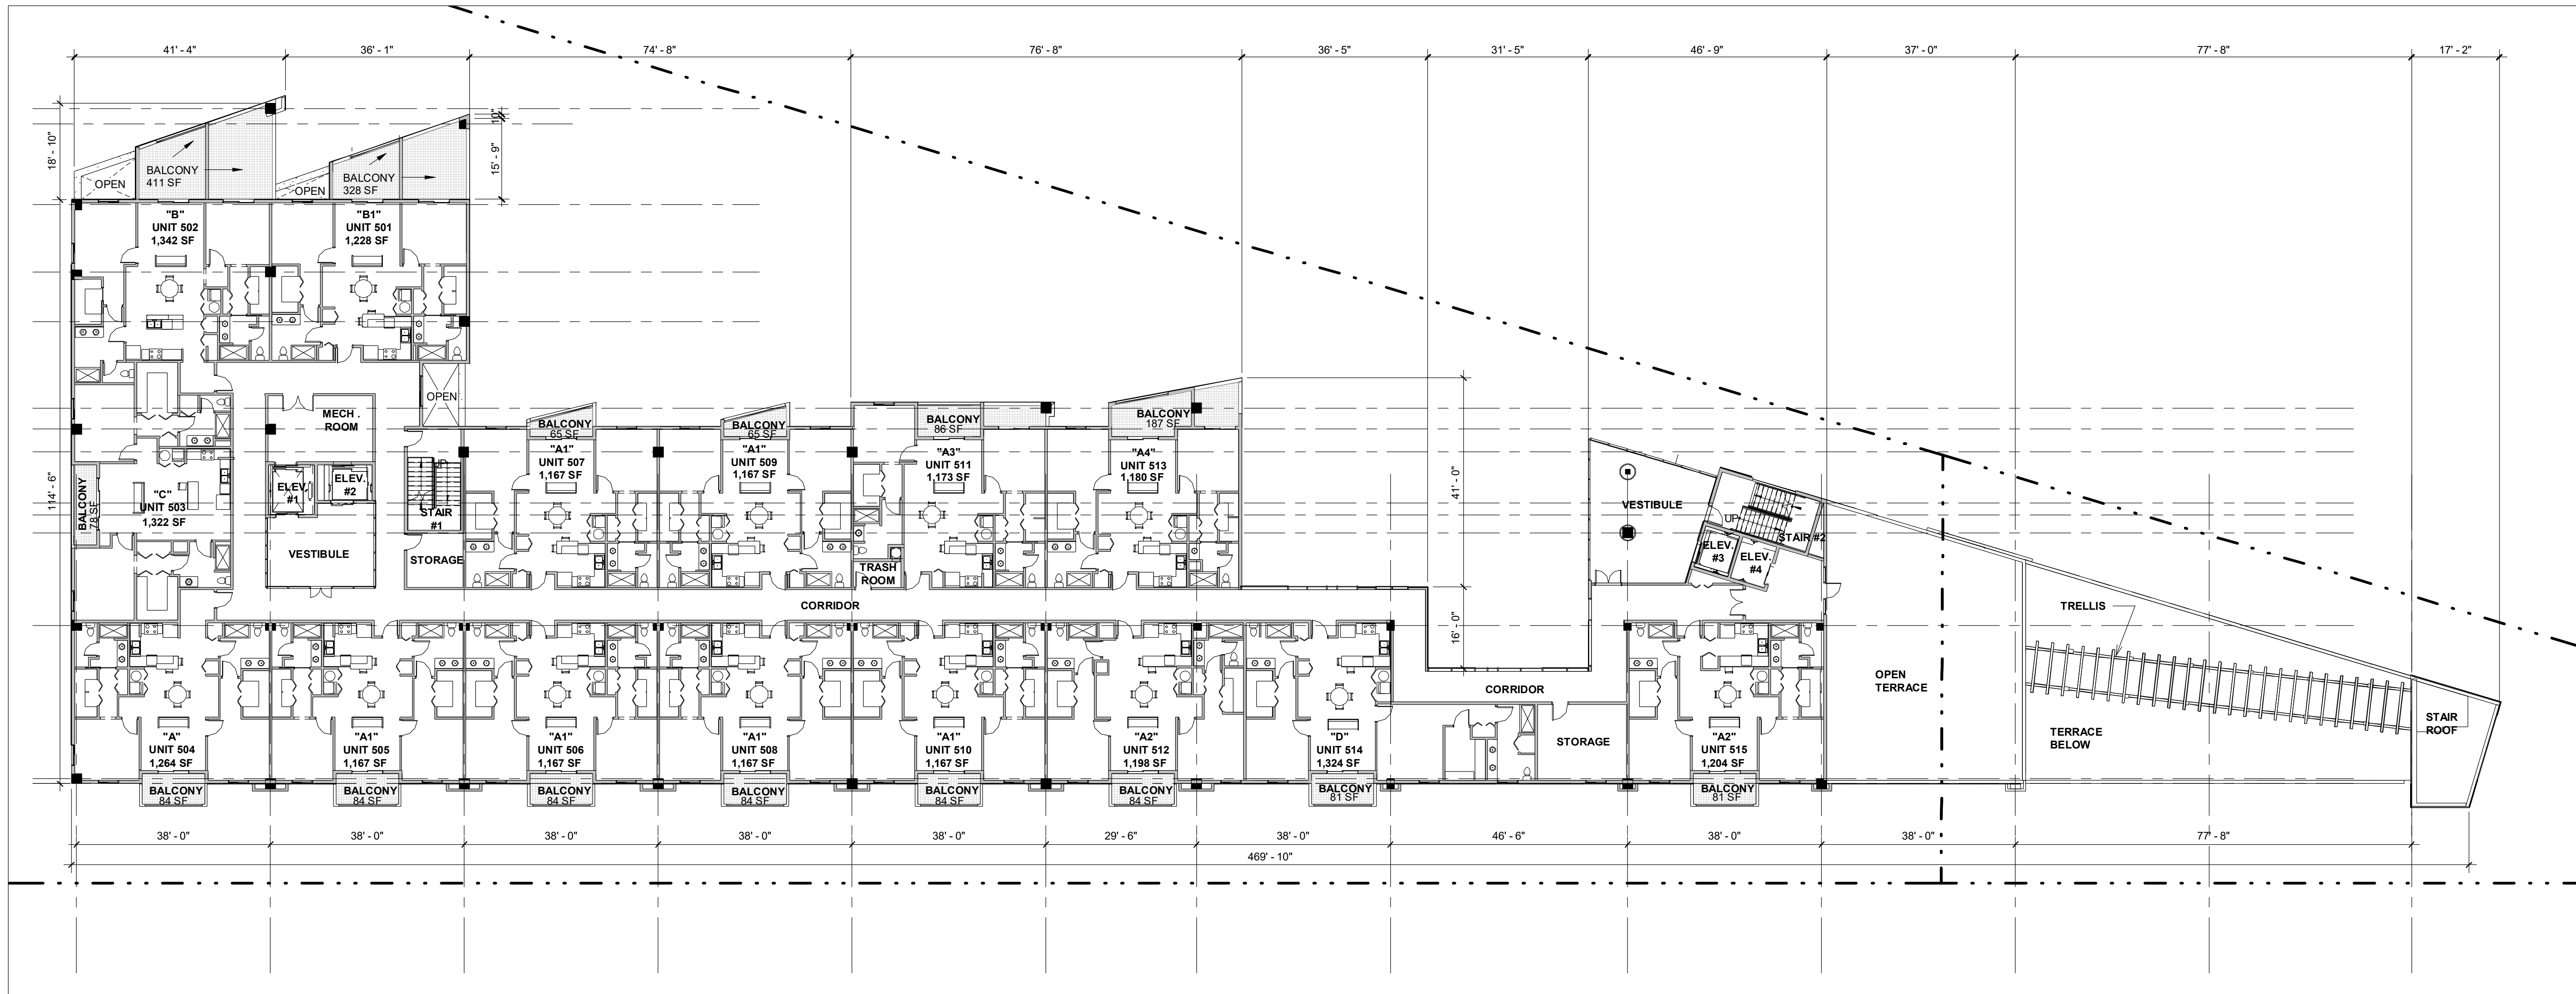 41' - 4"
36' - 1"
74' - 8"
76' - 8"
36' - 5"
31' - 5"
46' - 9"
37' - 0"
77' - 8"
17' - 2"
18' - 10"
10"
15' - 9"
BALCONY
411 SF
OPEN
BALCONY
328 SF
OPEN
"B"
UNIT 502
1,342 SF
"B1"
UNIT 501
1,228 SF
OPEN
MECH .
ROOM
BALCONY
65 SF
BALCONY
65 SF
BALCONY
86 SF
BALCONY
187 SF
"A1"
UNIT 507
1,167 SF
"A1"
UNIT 509
1,167 SF
"A3"
UNIT 511
1,173 SF
"A4"
UNIT 513
1,180 SF
114' - 6"
BALCONY
78 SF
"C"
UNIT 503
1,322 SF
ELEV.
#1
ELEV.
#2
UP
STAIR
#1
VESTIBULE
STORAGE
TRASH
ROOM
CORRIDOR
41' - 0"
16' - 0"
VESTIBULE
UP
STAIR #2
ELEV.
#3
ELEV.
#4
TRELLIS
OPEN
TERRACE
TERRACE
BELOW
STAIR
ROOF
CORRIDOR
STORAGE
"A"
UNIT 504
1,264 SF
"A1"
UNIT 505
1,167 SF
"A1"
UNIT 506
1,167 SF
"A1"
UNIT 508
1,167 SF
"A1"
UNIT 510
1,167 SF
"A2"
UNIT 512
1,198 SF
"D"
UNIT 514
1,324 SF
"A2"
UNIT 515
1,204 SF
BALCONY
84 SF
BALCONY
84 SF
BALCONY
84 SF
BALCONY
84 SF
BALCONY
84 SF
BALCONY
84 SF
BALCONY
81 SF
BALCONY
81 SF
38' - 0"
38' - 0"
38' - 0"
38' - 0"
38' - 0"
29' - 6"
38' - 0"
46' - 6"
38' - 0"
38' - 0"
77' - 8"
469' - 10"